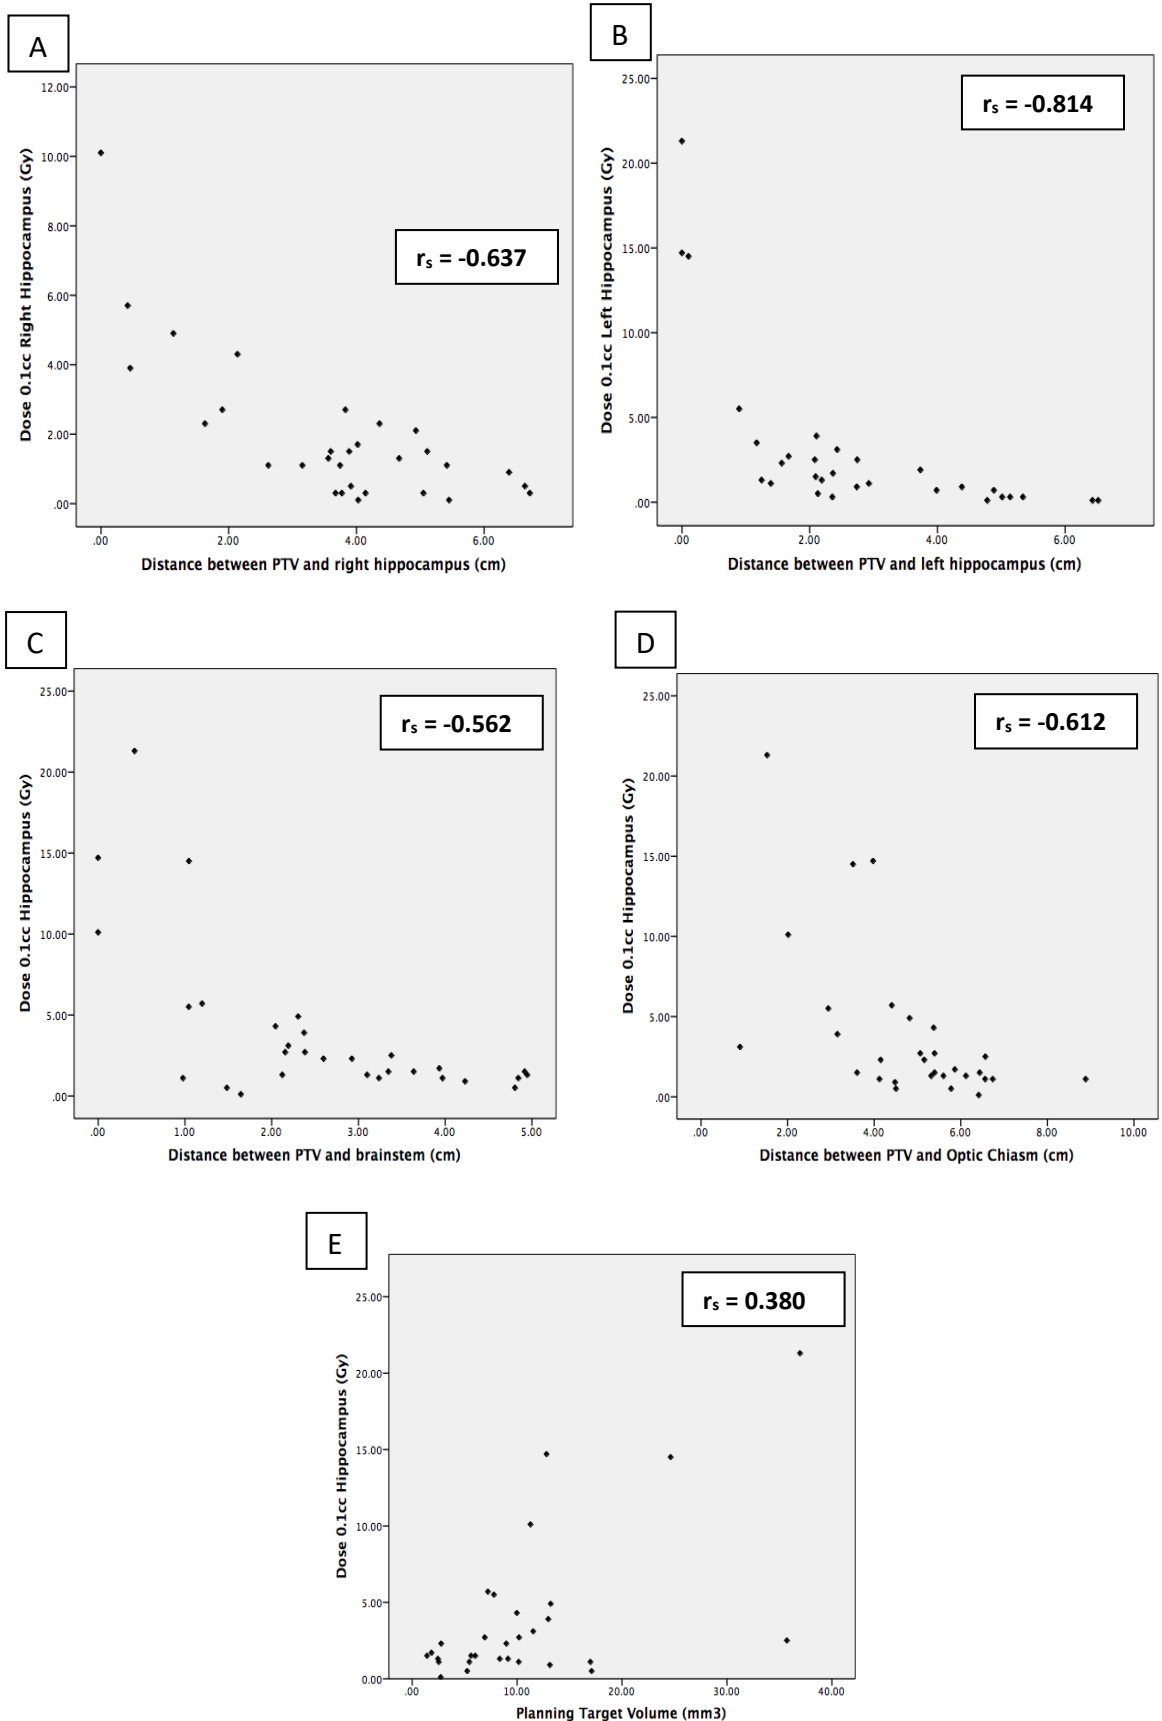 A
12.00
10.00
8.00
6.00
4.00
2.00
.00
Dose 0.1cc Right Hippocampus (Gy)
rs = -0.637
.00 2.00 4.00 6.00
Distance between PTV and right hippocampus (cm)
B
25.00
20.00
15.00
10.00
5.00
.00
Dose 0.1cc Left Hippocampus (Gy)
rs = -0.814
.00 2.00 4.00 6.00
Distance between PTV and left hippocampus (cm)
C
25.00
20.00
15.00
10.00
5.00
.00
Dose 0.1cc Hippocampus (Gy)
rs = -0.562
.00 1.00 2.00 3.00 4.00 5.00
Distance between PTV and brainstem (cm)
D
25.00
20.00
15.00
10.00
5.00
.00
Dose 0.1cc Hippocampus (Gy)
rs = -0.612
.00 2.00 4.00 6.00 8.00 10.00
Distance between PTV and Optic Chiasm (cm)
E
25.00
20.00
15.00
10.00
5.00
0.00
Dose 0.1cc Hippocampus (Gy)
rs = 0.380
.00 10.00 20.00 30.00 40.00
Planning Target Volume (mm3)